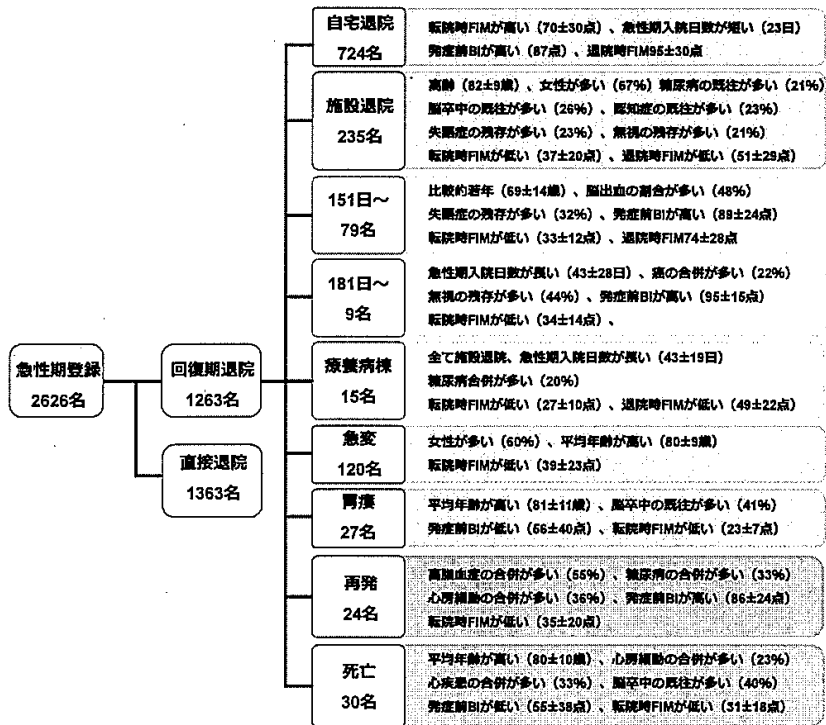 自宅退院
724名
転院時FIMが高い（70±30点）、急性期入院日数が短い（23日）
発症前BIが高い（87点）、退院時FIM95±30点
施設退院
235名
高齢（82±9歳）、女性が多い（67%）糖尿病の既往が多い（21%）
脳卒中の既往が多い（26%）、認知症の既往が多い（23%）
失語症の残存が多い（23%）、無視の残存が多い（21%）
転院時FIMが低い（37±20点）、退院時FIMが低い（51±29点）
151日～
79名
比較的若年（69±14歳）、脳出血の割合が多い（48%）
失語症の残存が多い（32%）、発症前BIが高い（89±24点）
転院時FIMが低い（33±12点）、退院時FIM74±28点
181日～
9名
急性期入院日数が長い（43±28日）、癌の合併が多い（22%）
無視の残存が多い（44%）、発症前BIが高い（95±15点）
転院時FIMが低い（34±14点）、
急性期登録
2626名
回復期退院
1263名
直接退院
1363名
療養病棟
15名
全て施設退院、急性期入院日数が長い（43±19日）
糖尿病合併が多い（20%）
転院時FIMが低い（27±10点）、退院時FIMが低い（49±22点）
急変
120名
女性が多い（60%）、平均年齢が高い（80±9歳）
転院時FIMが低い（39±23点）
胃瘻
27名
平均年齢が高い（81±11歳）、脳卒中の既往が多い（41%）
発症前BIが低い（56±40点）、転院時FIMが低い（23±7点）
再発
24名
高脂血症の合併が多い（55%）、糖尿病の合併が多い（33%）
心房細動の合併が多い（36%）、発症前BIが高い（86±24点）
転院時FIMが低い（35±20点）
死亡
30名
平均年齢が高い（80±10歳）、心房細動の合併が多い（23%）
心疾患の合併が多い（33%）、脳卒中の既往が多い（40%）
発症前BIが低い（55±38点）、転院時FIMが低い（31±18点）